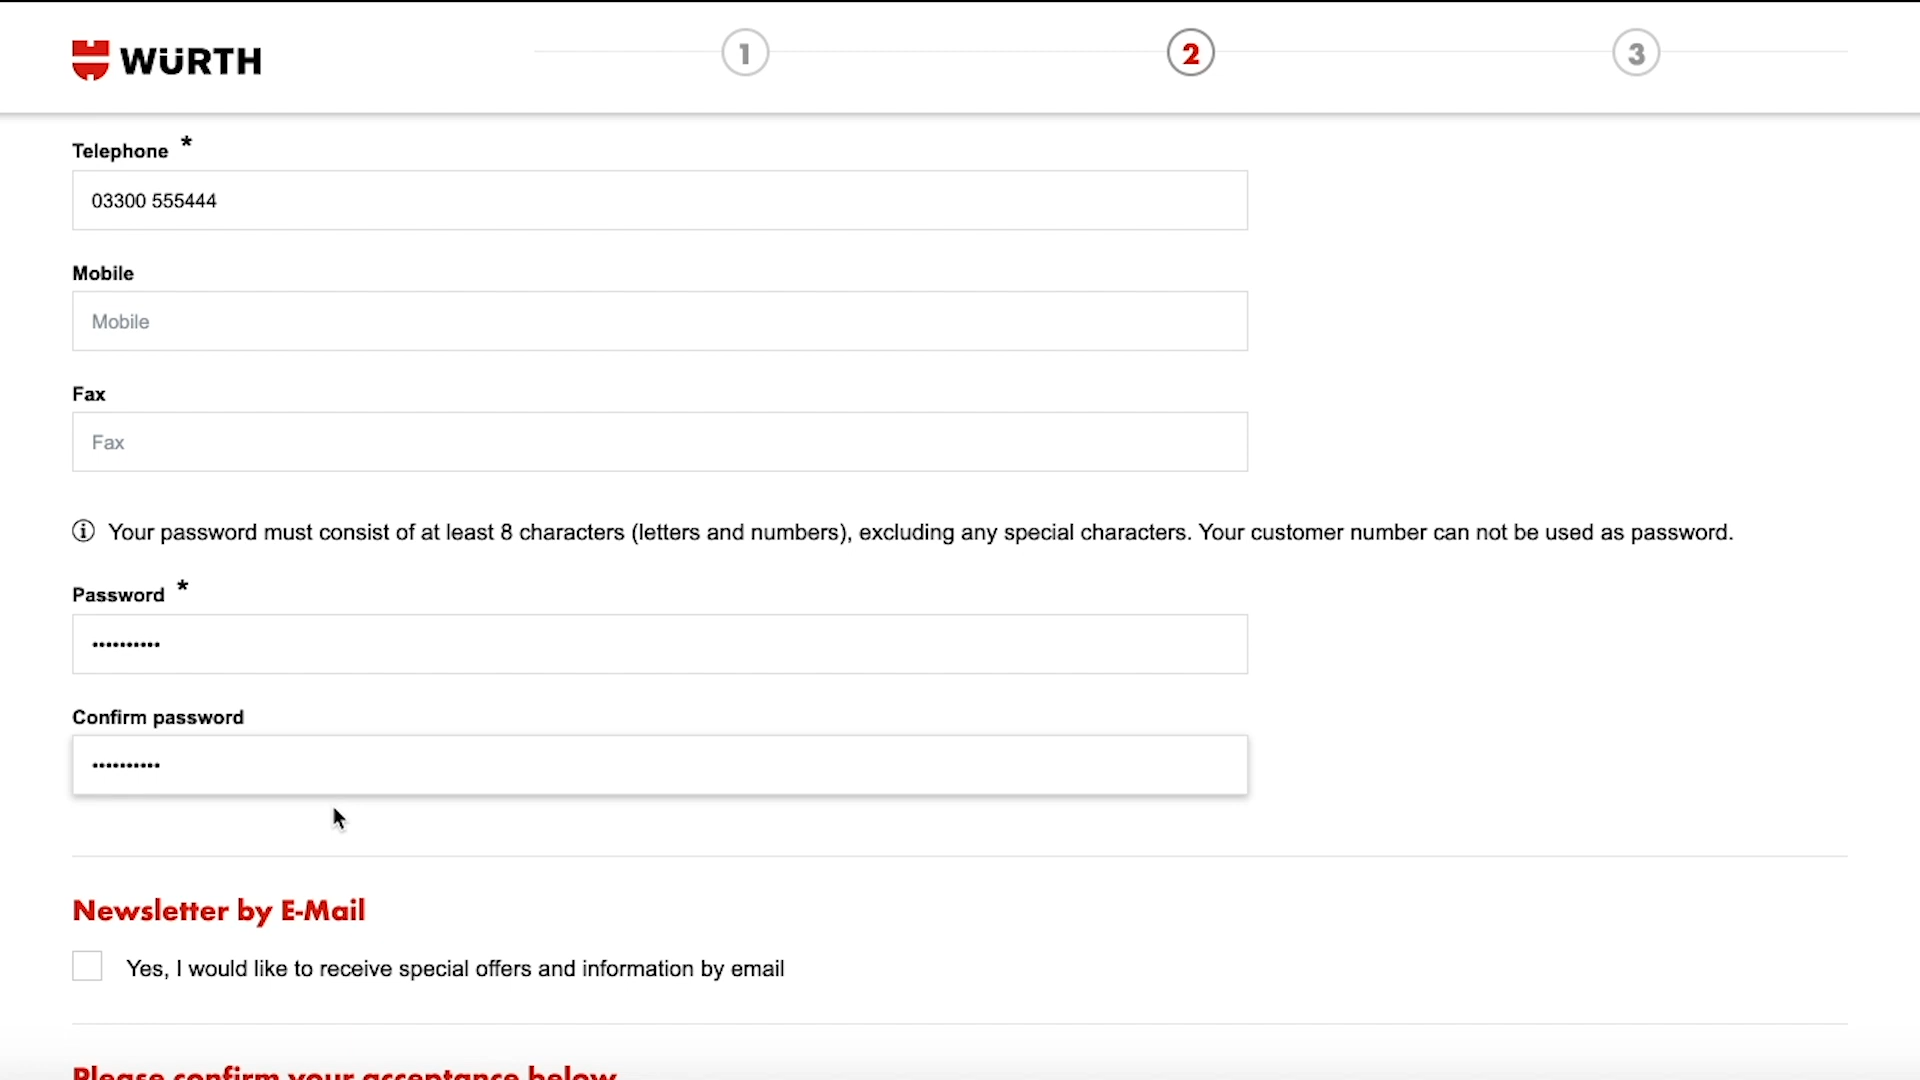 WÜRTH
1
2
3
Telephone *
03300 555444
Mobile
Mobile
Fax
Fax
Your password must consist of at least 8 characters (letters and numbers), excluding any special characters. Your customer number can not be used as password.
Password *
••••••••••
Confirm password
••••••••••
Newsletter by E-Mail
Yes, I would like to receive special offers and information by email
Please confirm your acceptance below